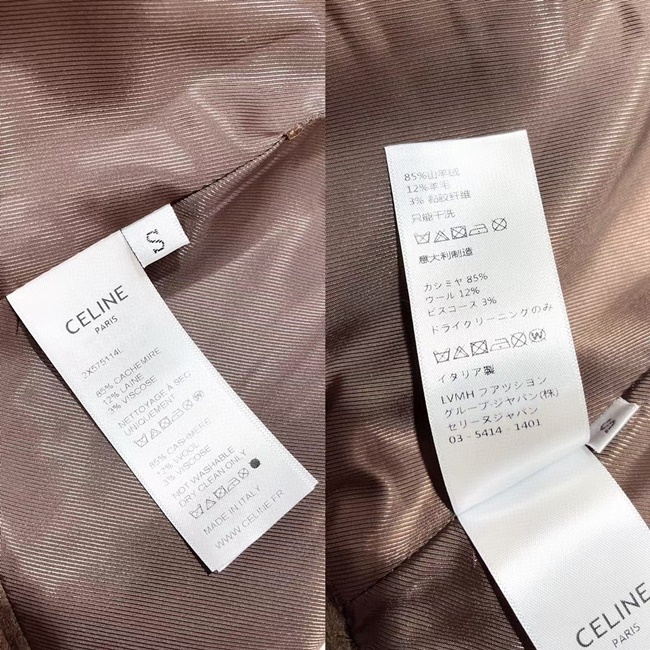 S
CELINE
PARIS
2X575114L
85% CACHEMIRE
12% LAINE
3% VISCOSE
NETTOYAGE A SEC
UNIQUEMENT
85% CASHMERE
12% WOOL
3% VISCOSE
NOT WASHABLE
DRY CLEAN ONLY
MADE IN ITALY
WWW.CELINE.FR
85%山羊绒
12%羊毛
3% 粘胶纤维
只能干洗
意大利制造
カシミヤ 85%
ウール 12%
ビスコース 3%
ドライクリーニングのみ
W
イタリア製
LVMH ファツション
グループ·ジャパン(株)
セリーヌジャパン
03-5414-1401
S
CELINE
PARIS